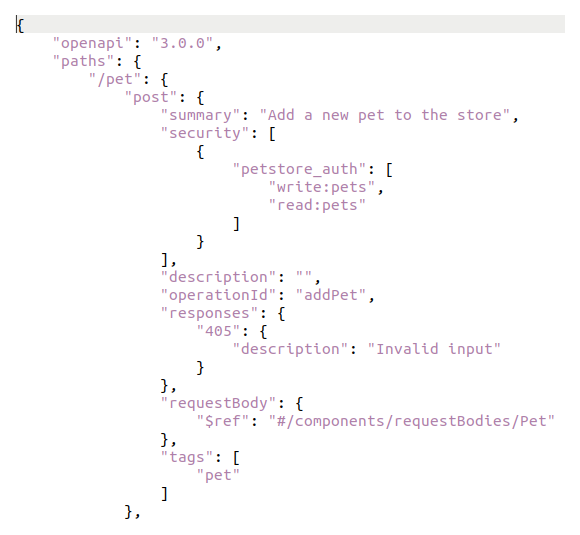 {
    "openapi": "3.0.0",
    "paths": {
        "/pet": {
            "post": {
                "summary": "Add a new pet to the store",
                "security": [
                    {
                        "petstore_auth": [
                            "write:pets",
                            "read:pets"
                        ]
                    }
                ],
                "description": "",
                "operationId": "addPet",
                "responses": {
                    "405": {
                        "description": "Invalid input"
                    }
                },
                "requestBody": {
                    "$ref": "#/components/requestBodies/Pet"
                },
                "tags": [
                    "pet"
                ]
            },